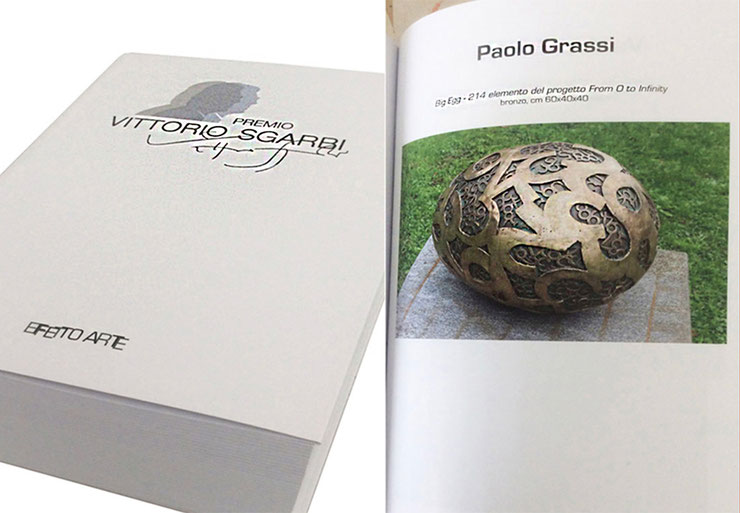 PREMIO
VITTORIO SGARBI
EFFETTO ARTE
Paolo Grassi
Big Egg - 214 elemento del progetto From 0 to Infinity
bronzo, cm 60x40x40